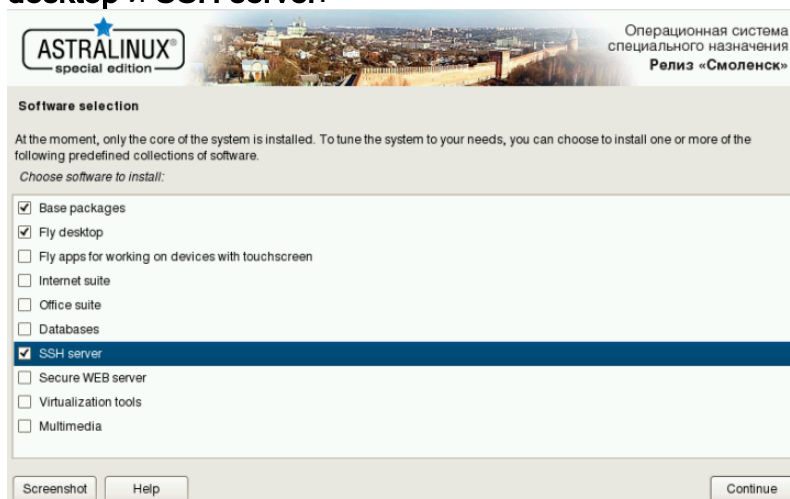 desktop » SSH server.
ASTRALINUX®
special edition
Операционная система
специального назначения
Релиз «Смоленск»
Software selection
At the moment, only the core of the system is installed. To tune the system to your needs, you can choose to install one or more of the
following predefined collections of software.
Choose software to install:
Base packages
Fly desktop
Fly apps for working on devices with touchscreen
Internet suite
Office suite
Databases
SSH server
Secure WEB server
Virtualization tools
Multimedia
Screenshot Help Continue